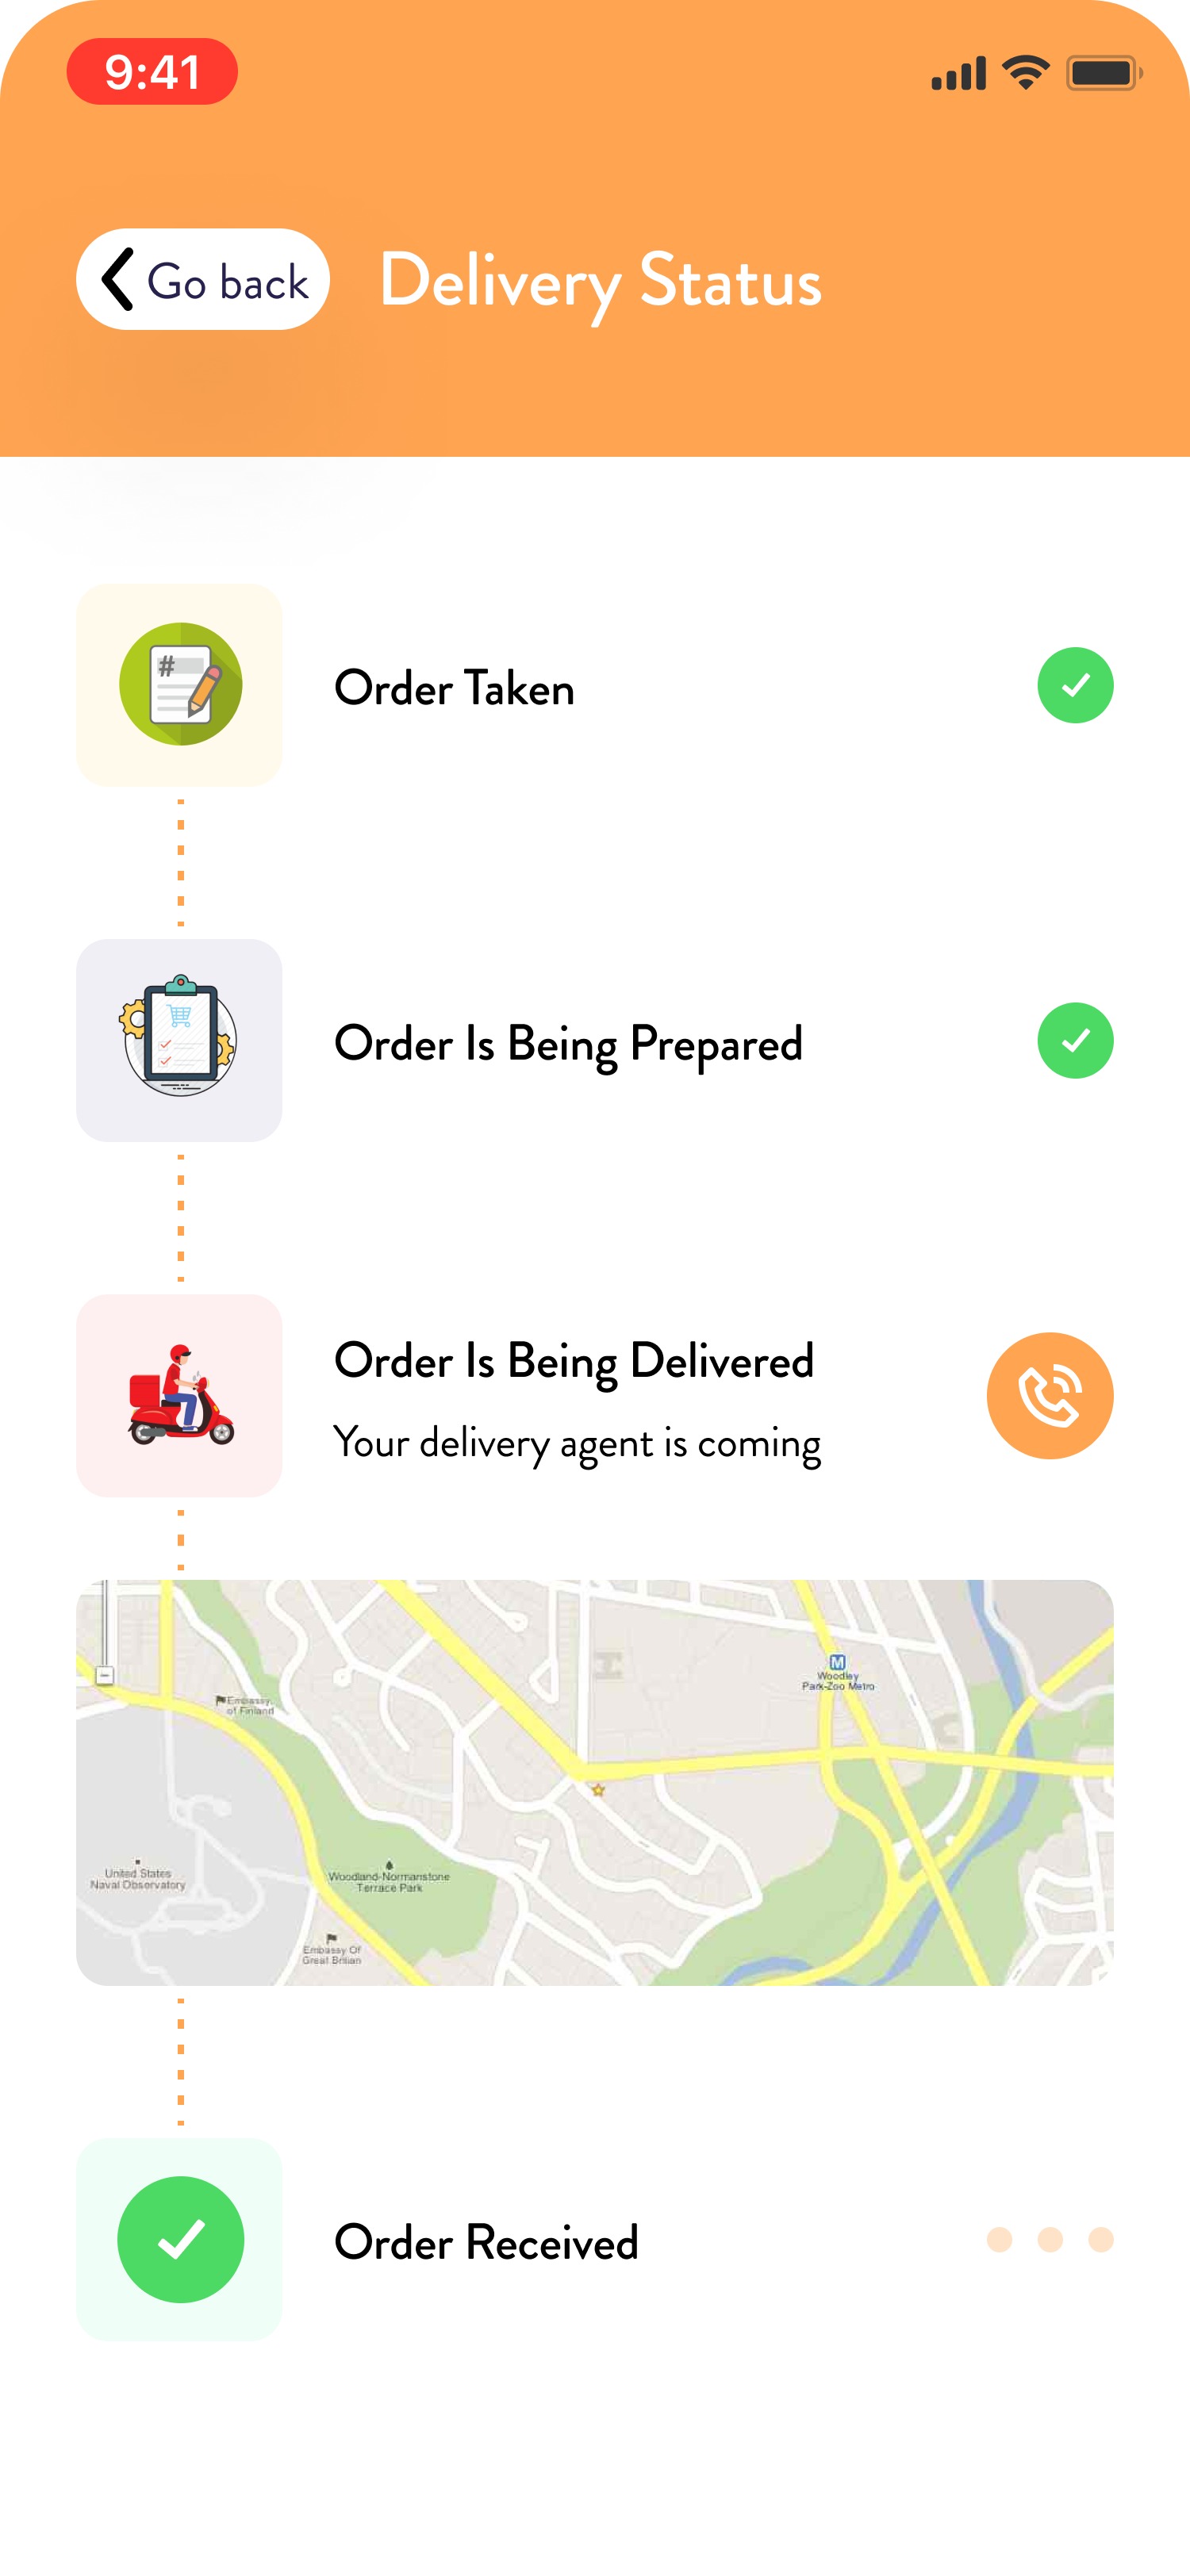 9:41
Go back
Delivery Status
#
Order Taken
Order Is Being Prepared
Order Is Being Delivered
Your delivery agent is coming
M
Woodley
Park-Zoo Metro
Embassy
of Finland
United States
Naval Observatory
Woodland-Normanstone
Terrace Park
Embassy Of
Great Britian
Order Received